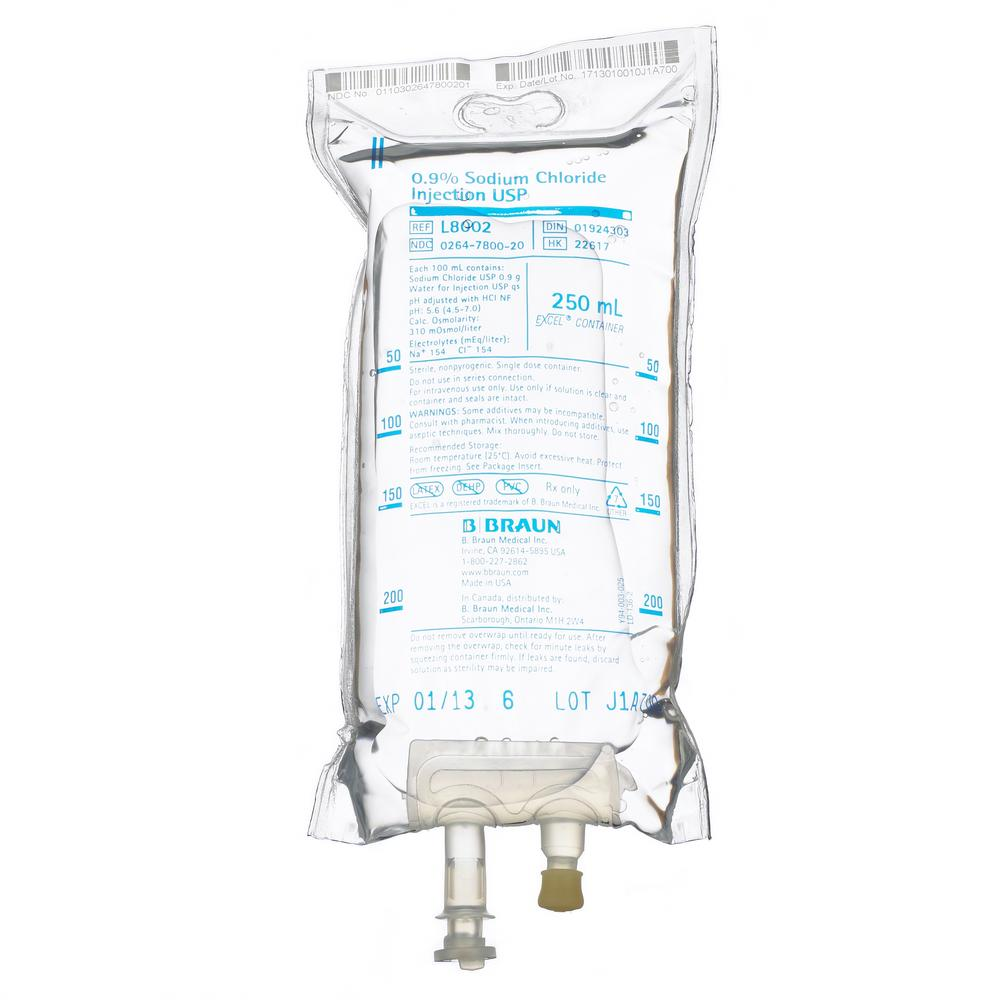 NDC No. 011030264780020​1
Exp. Date/Lot No. 1713010010J1A700
0.9% Sodium Chloride
Injection USP
REF L8002
NDC 0264-7800-20
DIN 01924303
HK 22617
Each 100 mL contains:
Sodium Chloride USP 0.9 g
Water for Injection USP qs
pH adjusted with HCl NF
pH: 5.6 (4.5-7.0)
Calc. Osmolarity:
310 mOsmol/liter
Electrolytes (mEq/liter):
Na⁺ 154 Cl⁻ 154
250 mL
EXCEL® CONTAINER
50
50
Sterile, nonpyrogenic. Single dose container.
Do not use in series connection.
For intravenous use only. Use only if solution is clear and
container and seals are intact.
WARNINGS: Some additives may be incompatible.
Consult with pharmacist. When introducing additives, use
aseptic techniques. Mix thoroughly. Do not store.
100
100
Recommended Storage:
Room temperature (25°C). Avoid excessive heat. Protect
from freezing. See Package Insert.
150
150
LATEX DEHP PVC Rx only
7
OTHER
EXCEL is a registered trademark of B. Braun Medical Inc.
B|BRAUN
B. Braun Medical Inc.
Irvine, CA 92614-5895 USA
1-800-227-2862
www.bbraun.com
Made in USA
In Canada, distributed by:
B. Braun Medical Inc.
Scarborough, Ontario M1H 2W4
200
200
Y94-003-025
LD-136-2
Do not remove overwrap until ready for use. After
removing the overwrap, check for minute leaks by
squeezing container firmly. If leaks are found, discard
solution as sterility may be impaired.
EXP 01/13 6 LOT J1A700